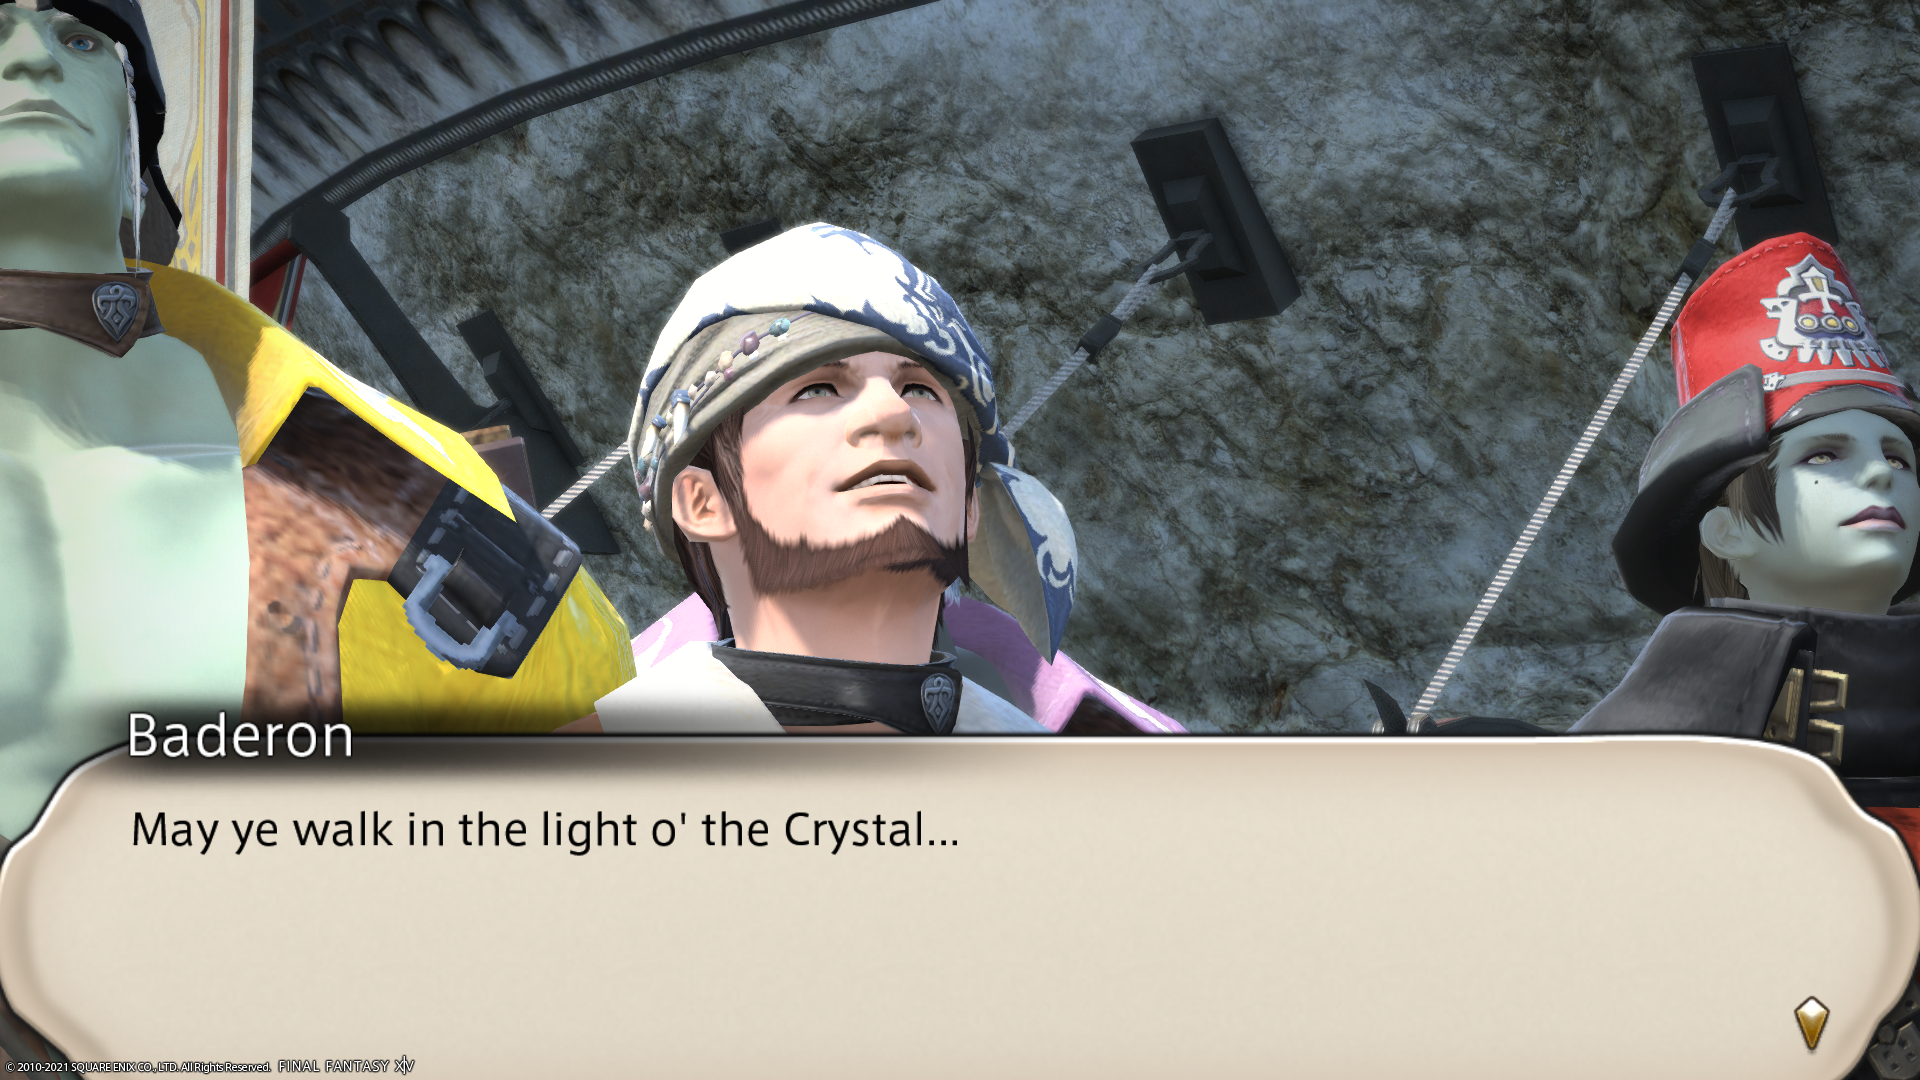 Baderon
May ye walk in the light o' the Crystal...
© 2010-2021 SQUARE ENIX CO., LTD. All Rights Reserved. FINAL FANTASY XIV